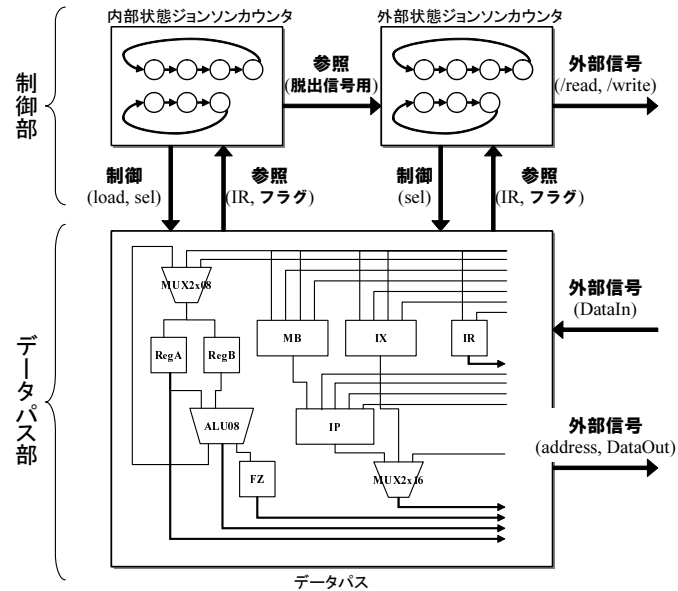 内部状態ジョンソンカウンタ
外部状態ジョンソンカウンタ
制御部
参照
(脱出信号用)
外部信号
(/read, /write)
制御
(load, sel)
参照
(IR, フラグ)
制御
(sel)
参照
(IR, フラグ)
データパス部
MUX2x08
MB
IX
IR
RegA
RegB
ALU08
IP
FZ
MUX2x16
外部信号
(DataIn)
外部信号
(address, DataOut)
データパス